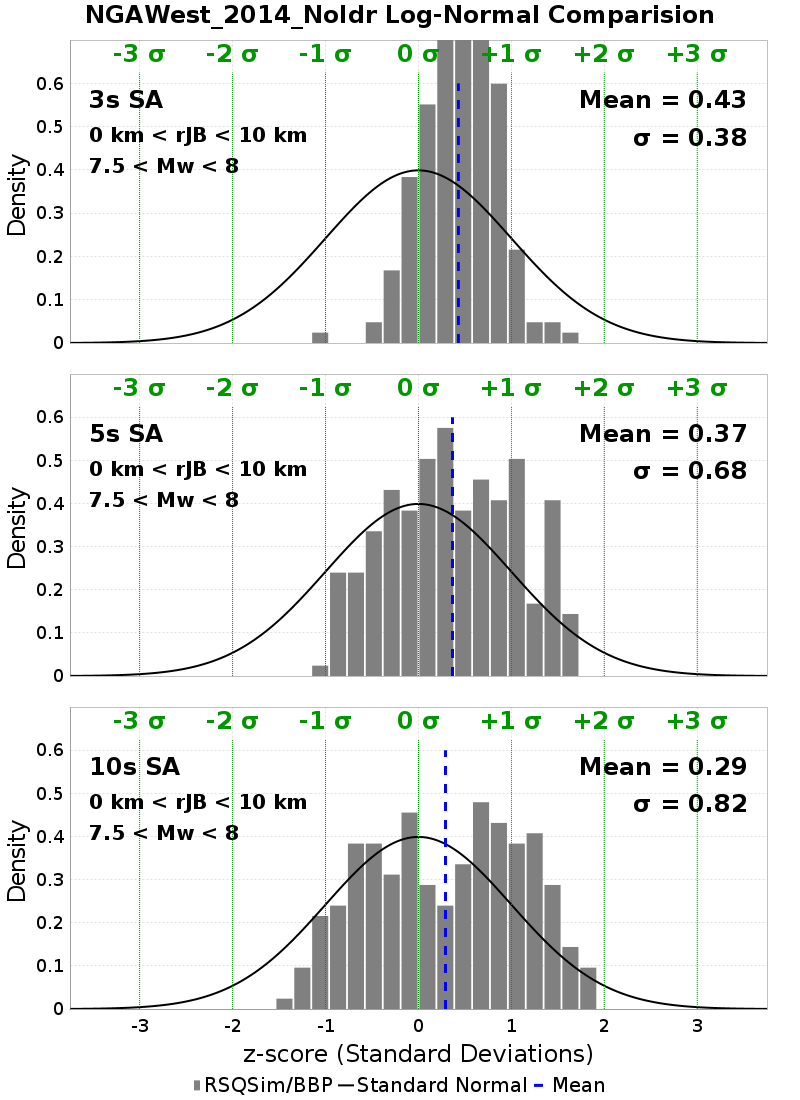 NGAWest_2014_NoIdr Log-Normal Comparision
-3 σ -2 σ -1 σ 0 σ +1 σ +2 σ +3 σ
3s SA
0 km < rJB < 10 km
7.5 < Mw < 8
Mean = 0.43
σ = 0.38
0.6
0.5
0.4
0.3
0.2
0.1
0
Density
-3 σ -2 σ -1 σ 0 σ +1 σ +2 σ +3 σ
5s SA
0 km < rJB < 10 km
7.5 < Mw < 8
Mean = 0.37
σ = 0.68
0.6
0.5
0.4
0.3
0.2
0.1
0
Density
-3 σ -2 σ -1 σ 0 σ +1 σ +2 σ +3 σ
10s SA
0 km < rJB < 10 km
7.5 < Mw < 8
Mean = 0.29
σ = 0.82
0.6
0.5
0.4
0.3
0.2
0.1
0
Density
-3 -2 -1 0 1 2 3
z-score (Standard Deviations)
RSQSim/BBP Standard Normal Mean